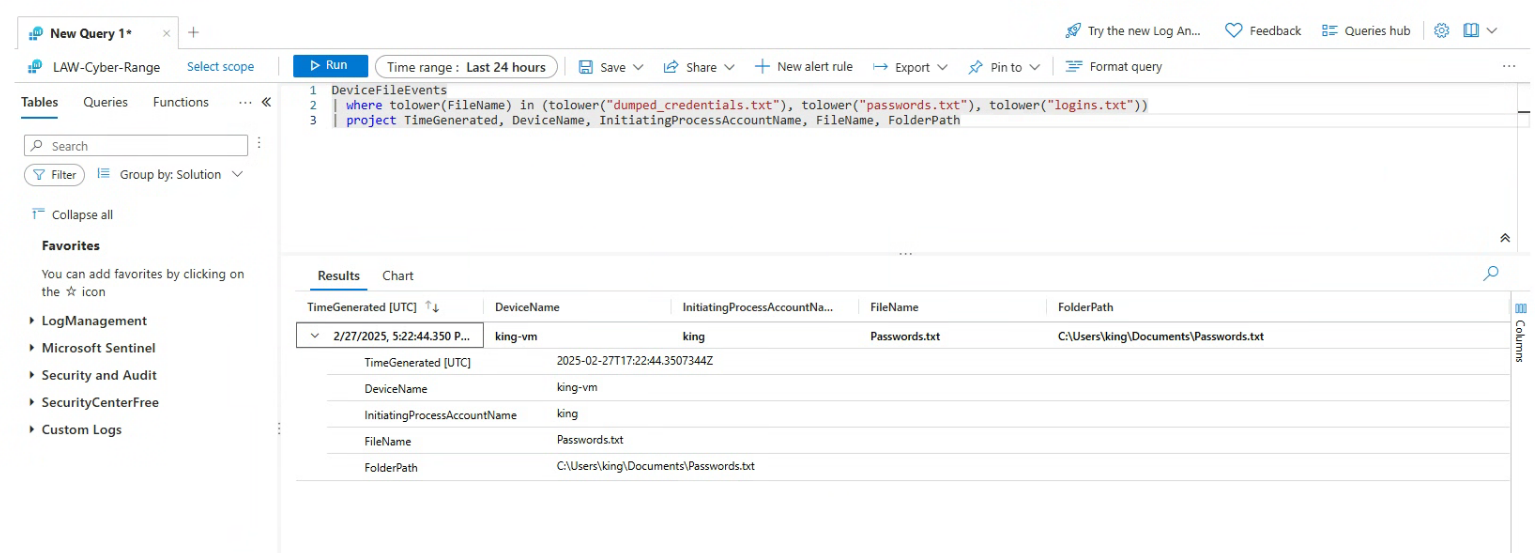 New Query 1* × +
Try the new Log An... Feedback Queries hub
LAW-Cyber-Range Select scope
Run Time range : Last 24 hours Save Share New alert rule Export Pin to Format query ...
Tables Queries Functions ... «
Search
Filter Group by: Solution
Collapse all
Favorites
You can add favorites by clicking on
the ☆ icon
LogManagement
Microsoft Sentinel
Security and Audit
SecurityCenterFree
Custom Logs
1 DeviceFileEvents
2 | where tolower(FileName) in (tolower("dumped_credentials.txt"), tolower("passwords.txt"), tolower("logins.txt"))
3 | project TimeGenerated, DeviceName, InitiatingProcessAccountName, FileName, FolderPath
Results Chart
TimeGenerated [UTC] ↑↓ DeviceName InitiatingProcessAccountNa... FileName FolderPath
2/27/2025, 5:22:44.350 P... king-vm king Passwords.txt C:\Users\king\Documents\Passwords.txt
TimeGenerated [UTC] 2025-02-27T17:22:44.3507344Z
DeviceName king-vm
InitiatingProcessAccountName king
FileName Passwords.txt
FolderPath C:\Users\king\Documents\Passwords.txt
Columns